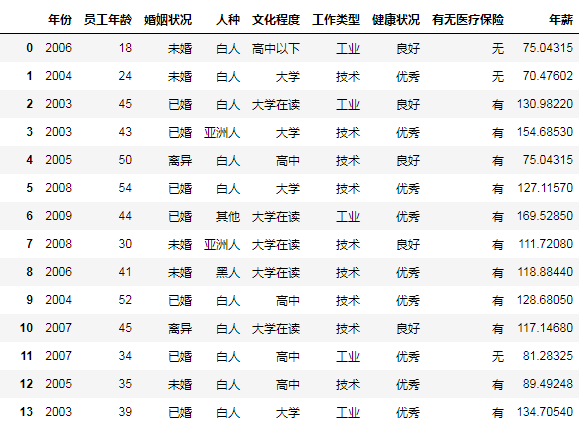 年份 员工年龄 婚姻状况 人种 文化程度 工作类型 健康状况 有无医疗保险 年薪
0 2006 18 未婚 白人 高中以下 工业 良好 无 75.04315
1 2004 24 未婚 白人 大学 技术 优秀 无 70.47602
2 2003 45 已婚 白人 大学在读 工业 良好 有 130.98220
3 2003 43 已婚 亚洲人 大学 技术 优秀 有 154.68530
4 2005 50 离异 白人 高中 技术 良好 有 75.04315
5 2008 54 已婚 白人 大学 技术 优秀 有 127.11570
6 2009 44 已婚 其他 大学在读 工业 优秀 有 169.52850
7 2008 30 未婚 亚洲人 大学在读 技术 良好 有 111.72080
8 2006 41 未婚 黑人 大学在读 技术 优秀 有 118.88440
9 2004 52 已婚 白人 高中 技术 优秀 有 128.68050
10 2007 45 离异 白人 大学在读 技术 良好 有 117.14680
11 2007 34 已婚 白人 高中 工业 优秀 无 81.28325
12 2005 35 未婚 白人 高中 技术 优秀 有 89.49248
13 2003 39 已婚 白人 大学 工业 优秀 有 134.70540